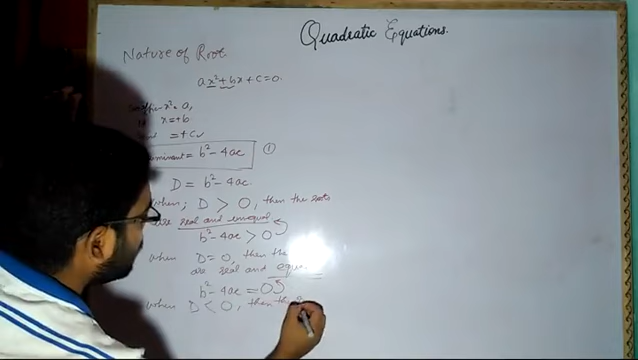 Quadratic Equations.
Nature of Root.
ax²+bx+c=0.
x² = a,
x=+b
=+c
b²-4ac ①
D = b²-4ac
when; D > 0, then the roots
are real and unequal
b²-4ac > 0
when D = 0, then the
are real and
b²-4ac = 0
when D < 0, then the